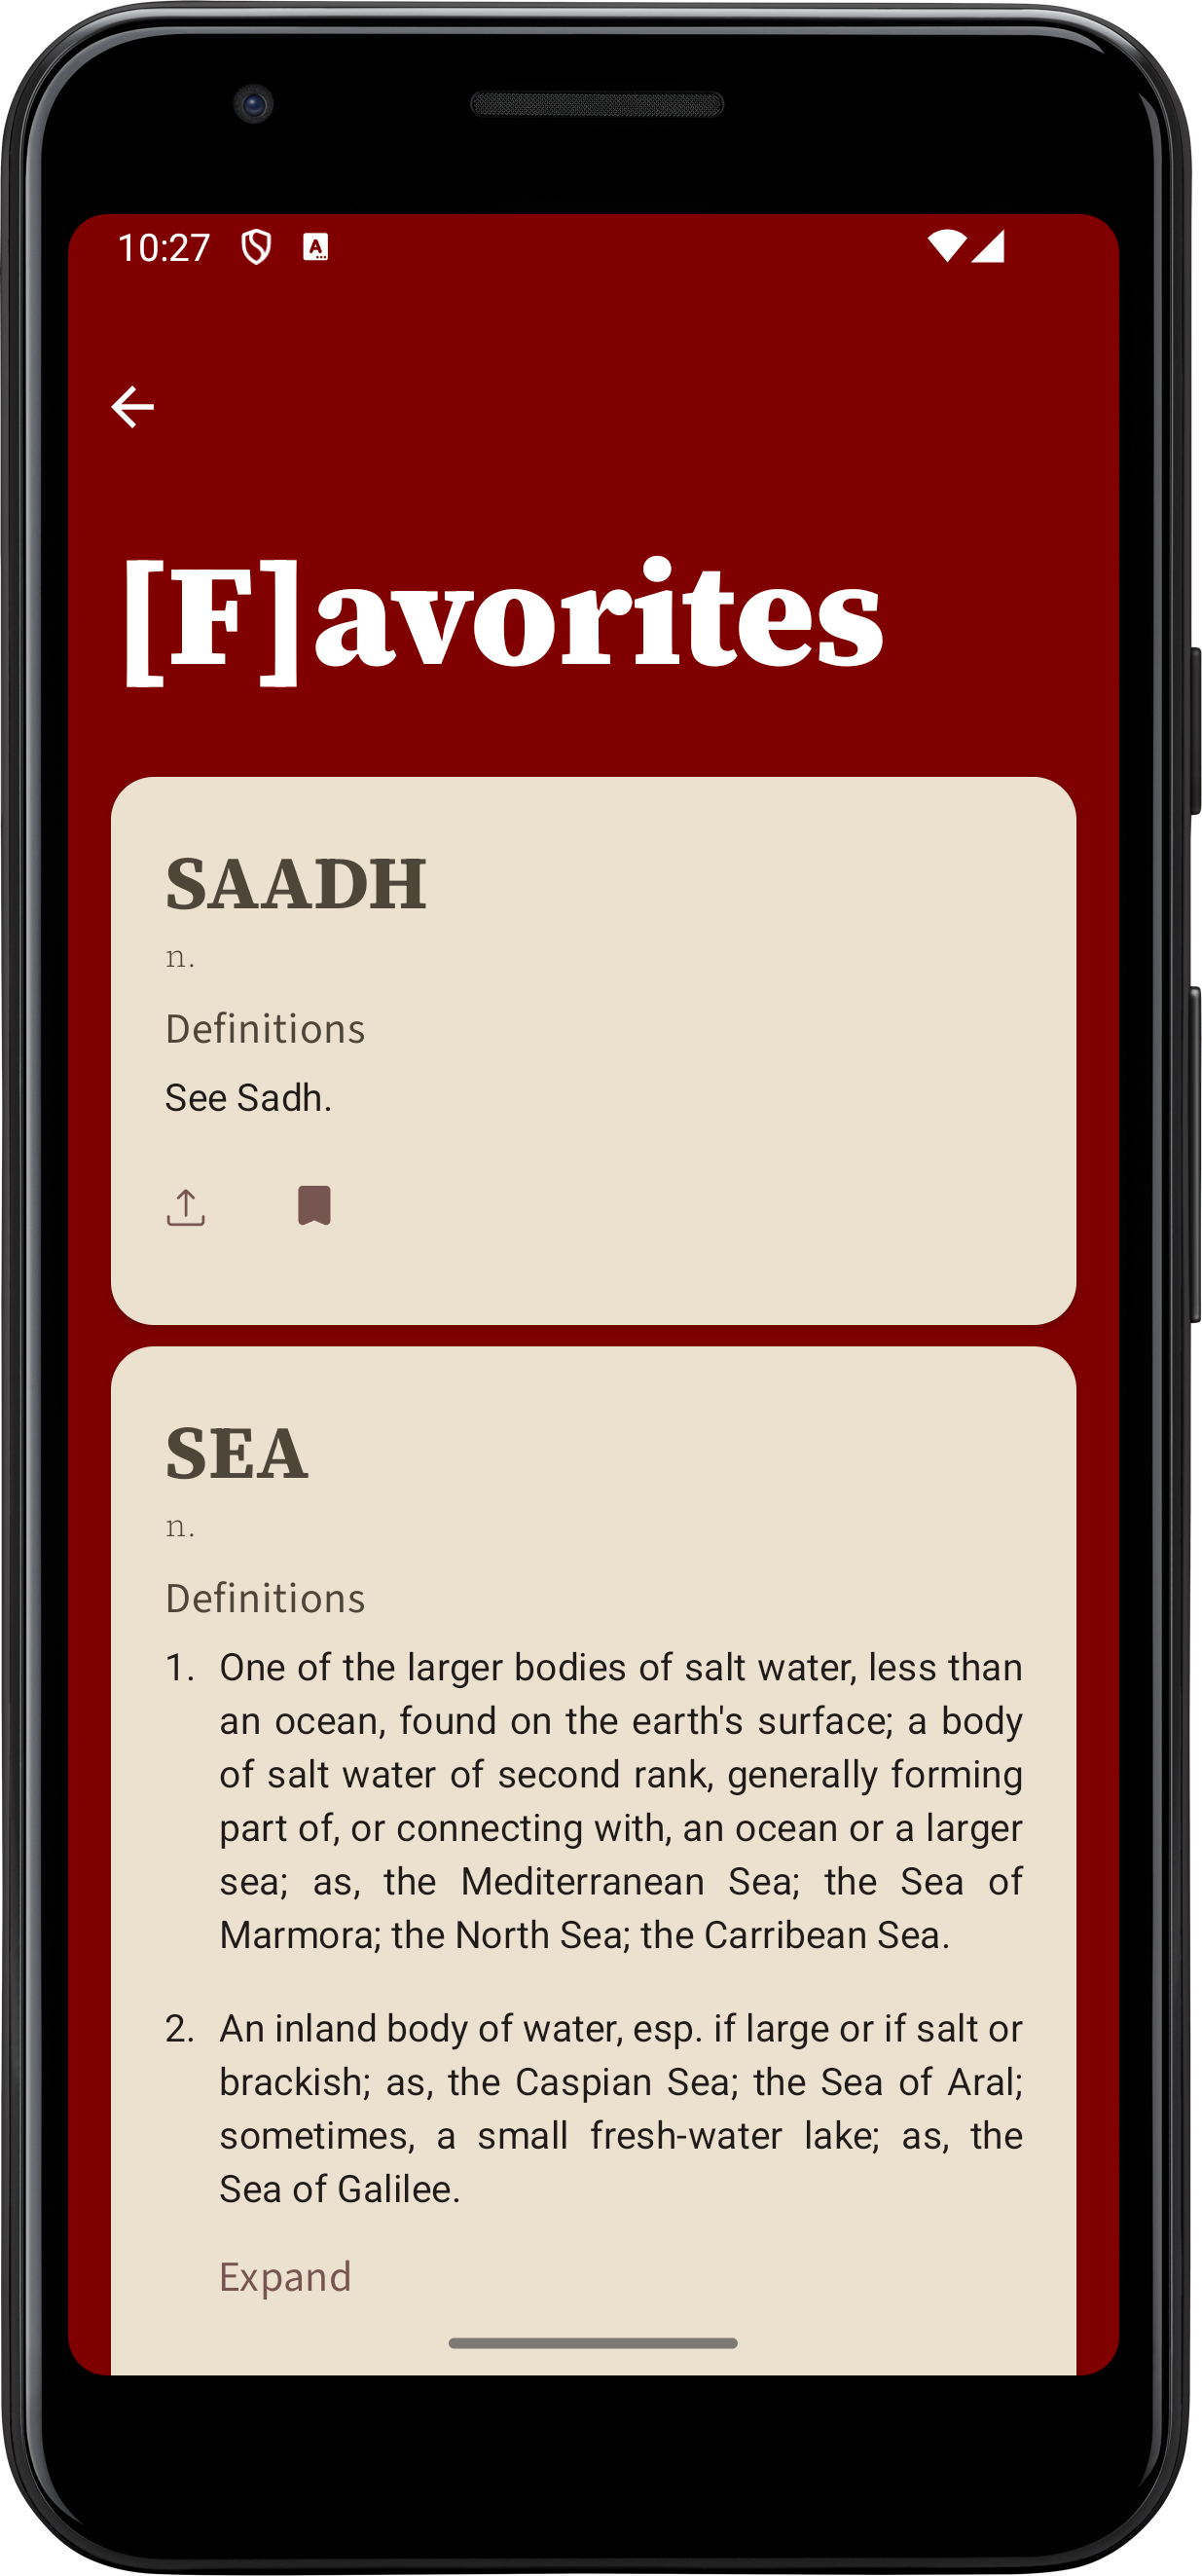 10:27
[F]avorites
SAADH
n.
Definitions
See Sadh.
SEA
n.
Definitions
1. One of the larger bodies of salt water, less than
an ocean, found on the earth's surface; a body
of salt water of second rank, generally forming
part of, or connecting with, an ocean or a larger
sea; as, the Mediterranean Sea; the Sea of
Marmora; the North Sea; the Carribean Sea.
2. An inland body of water, esp. if large or if salt or
brackish; as, the Caspian Sea; the Sea of Aral;
sometimes, a small fresh-water lake; as, the
Sea of Galilee.
Expand